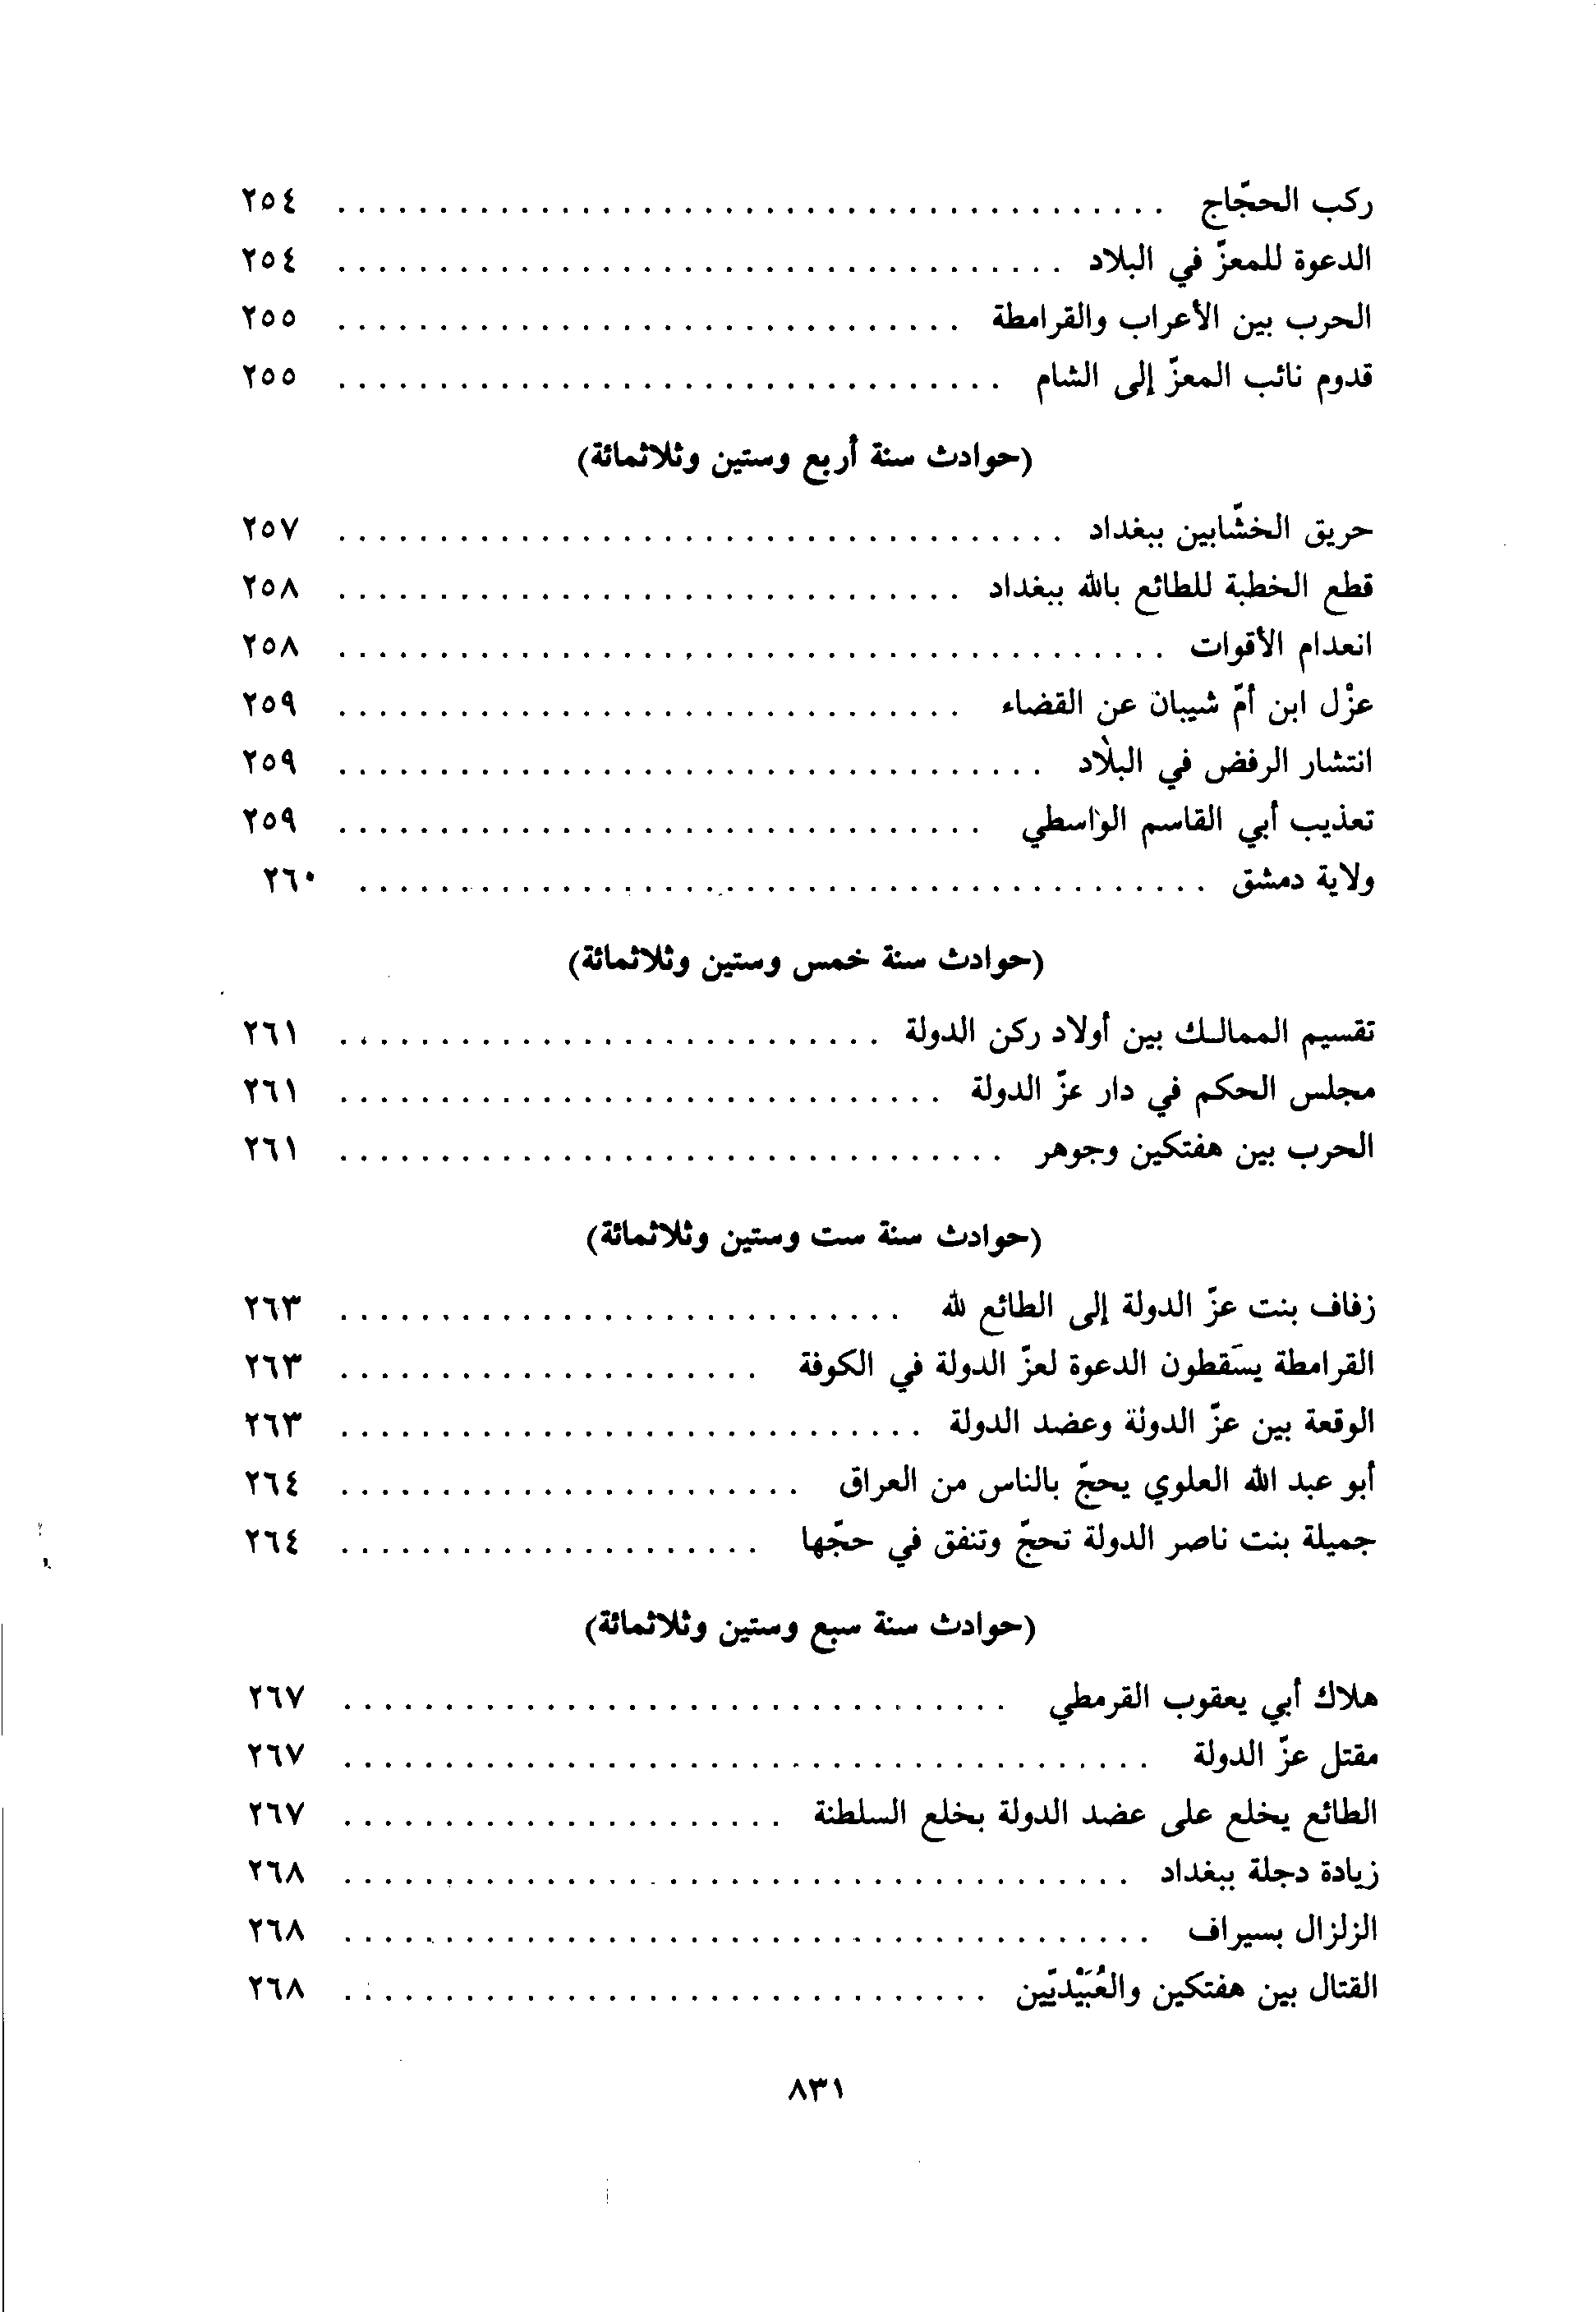 ركب الحجّاج . . . . . . . . . . . . . . . . . . . . ٢٥٤
الدعوة للمعزّ في البلاد . . . . . . . . . . . . . . . . . . . . ٢٥٤
الحرب بين الأعراب والقرامطة . . . . . . . . . . . . . . . . . . . . ٢٥٥
قدوم نائب المعزّ إلى الشام . . . . . . . . . . . . . . . . . . . . ٢٥٥
(حوادث سنة أربع وستين وثلاثمائة)
حريق الخشّابين ببغداد . . . . . . . . . . . . . . . . . . . . ٢٥٧
قطع الخطبة للطائع بالله ببغداد . . . . . . . . . . . . . . . . . . . . ٢٥٨
انعدام الأقوات . . . . . . . . . . . . . . . . . . . . ٢٥٨
عزْل ابن أمّ شيبان عن القضاء . . . . . . . . . . . . . . . . . . . . ٢٥٩
انتشار الرفض في البلاد . . . . . . . . . . . . . . . . . . . . ٢٥٩
تعذيب أبي القاسم الواسطي . . . . . . . . . . . . . . . . . . . . ٢٥٩
ولاية دمشق . . . . . . . . . . . . . . . . . . . . ٢٦٠
(حوادث سنة خمس وستين وثلاثمائة)
تقسيم الممالك بين أولاد ركن الدولة . . . . . . . . . . . . . . . . . . . . ٢٦١
مجلس الحكم في دار عزّ الدولة . . . . . . . . . . . . . . . . . . . . ٢٦١
الحرب بين هفتكين وجوهر . . . . . . . . . . . . . . . . . . . . ٢٦١
(حوادث سنة ست وستين وثلاثمائة)
زفاف بنت عزّ الدولة إلى الطائع لله . . . . . . . . . . . . . . . . . . . . ٢٦٣
القرامطة يسَقطون الدعوة لعزّ الدولة في الكوفة . . . . . . . . . . . . . . . . . . . . ٢٦٣
الوقعة بين عزّ الدولة وعضد الدولة . . . . . . . . . . . . . . . . . . . . ٢٦٣
أبو عبد الله العلوي يحجّ بالناس من العراق . . . . . . . . . . . . . . . . . . . . ٢٦٤
جميلة بنت ناصر الدولة تحجّ وتنفق في حجّها . . . . . . . . . . . . . . . . . . . . ٢٦٤
(حوادث سنة سبع وستين وثلاثمائة)
هلاك أبي يعقوب القرمطي . . . . . . . . . . . . . . . . . . . . ٢٦٧
مقتل عزّ الدولة . . . . . . . . . . . . . . . . . . . . ٢٦٧
الطائع يخلع على عضد الدولة بخلع السلطنة . . . . . . . . . . . . . . . . . . . . ٢٦٧
زيادة دجلة ببغداد . . . . . . . . . . . . . . . . . . . . ٢٦٨
الزلزال بسيراف . . . . . . . . . . . . . . . . . . . . ٢٦٨
القتال بين هفتكين والعُبَيْديّين . . . . . . . . . . . . . . . . . . . . ٢٦٨
٨٣١